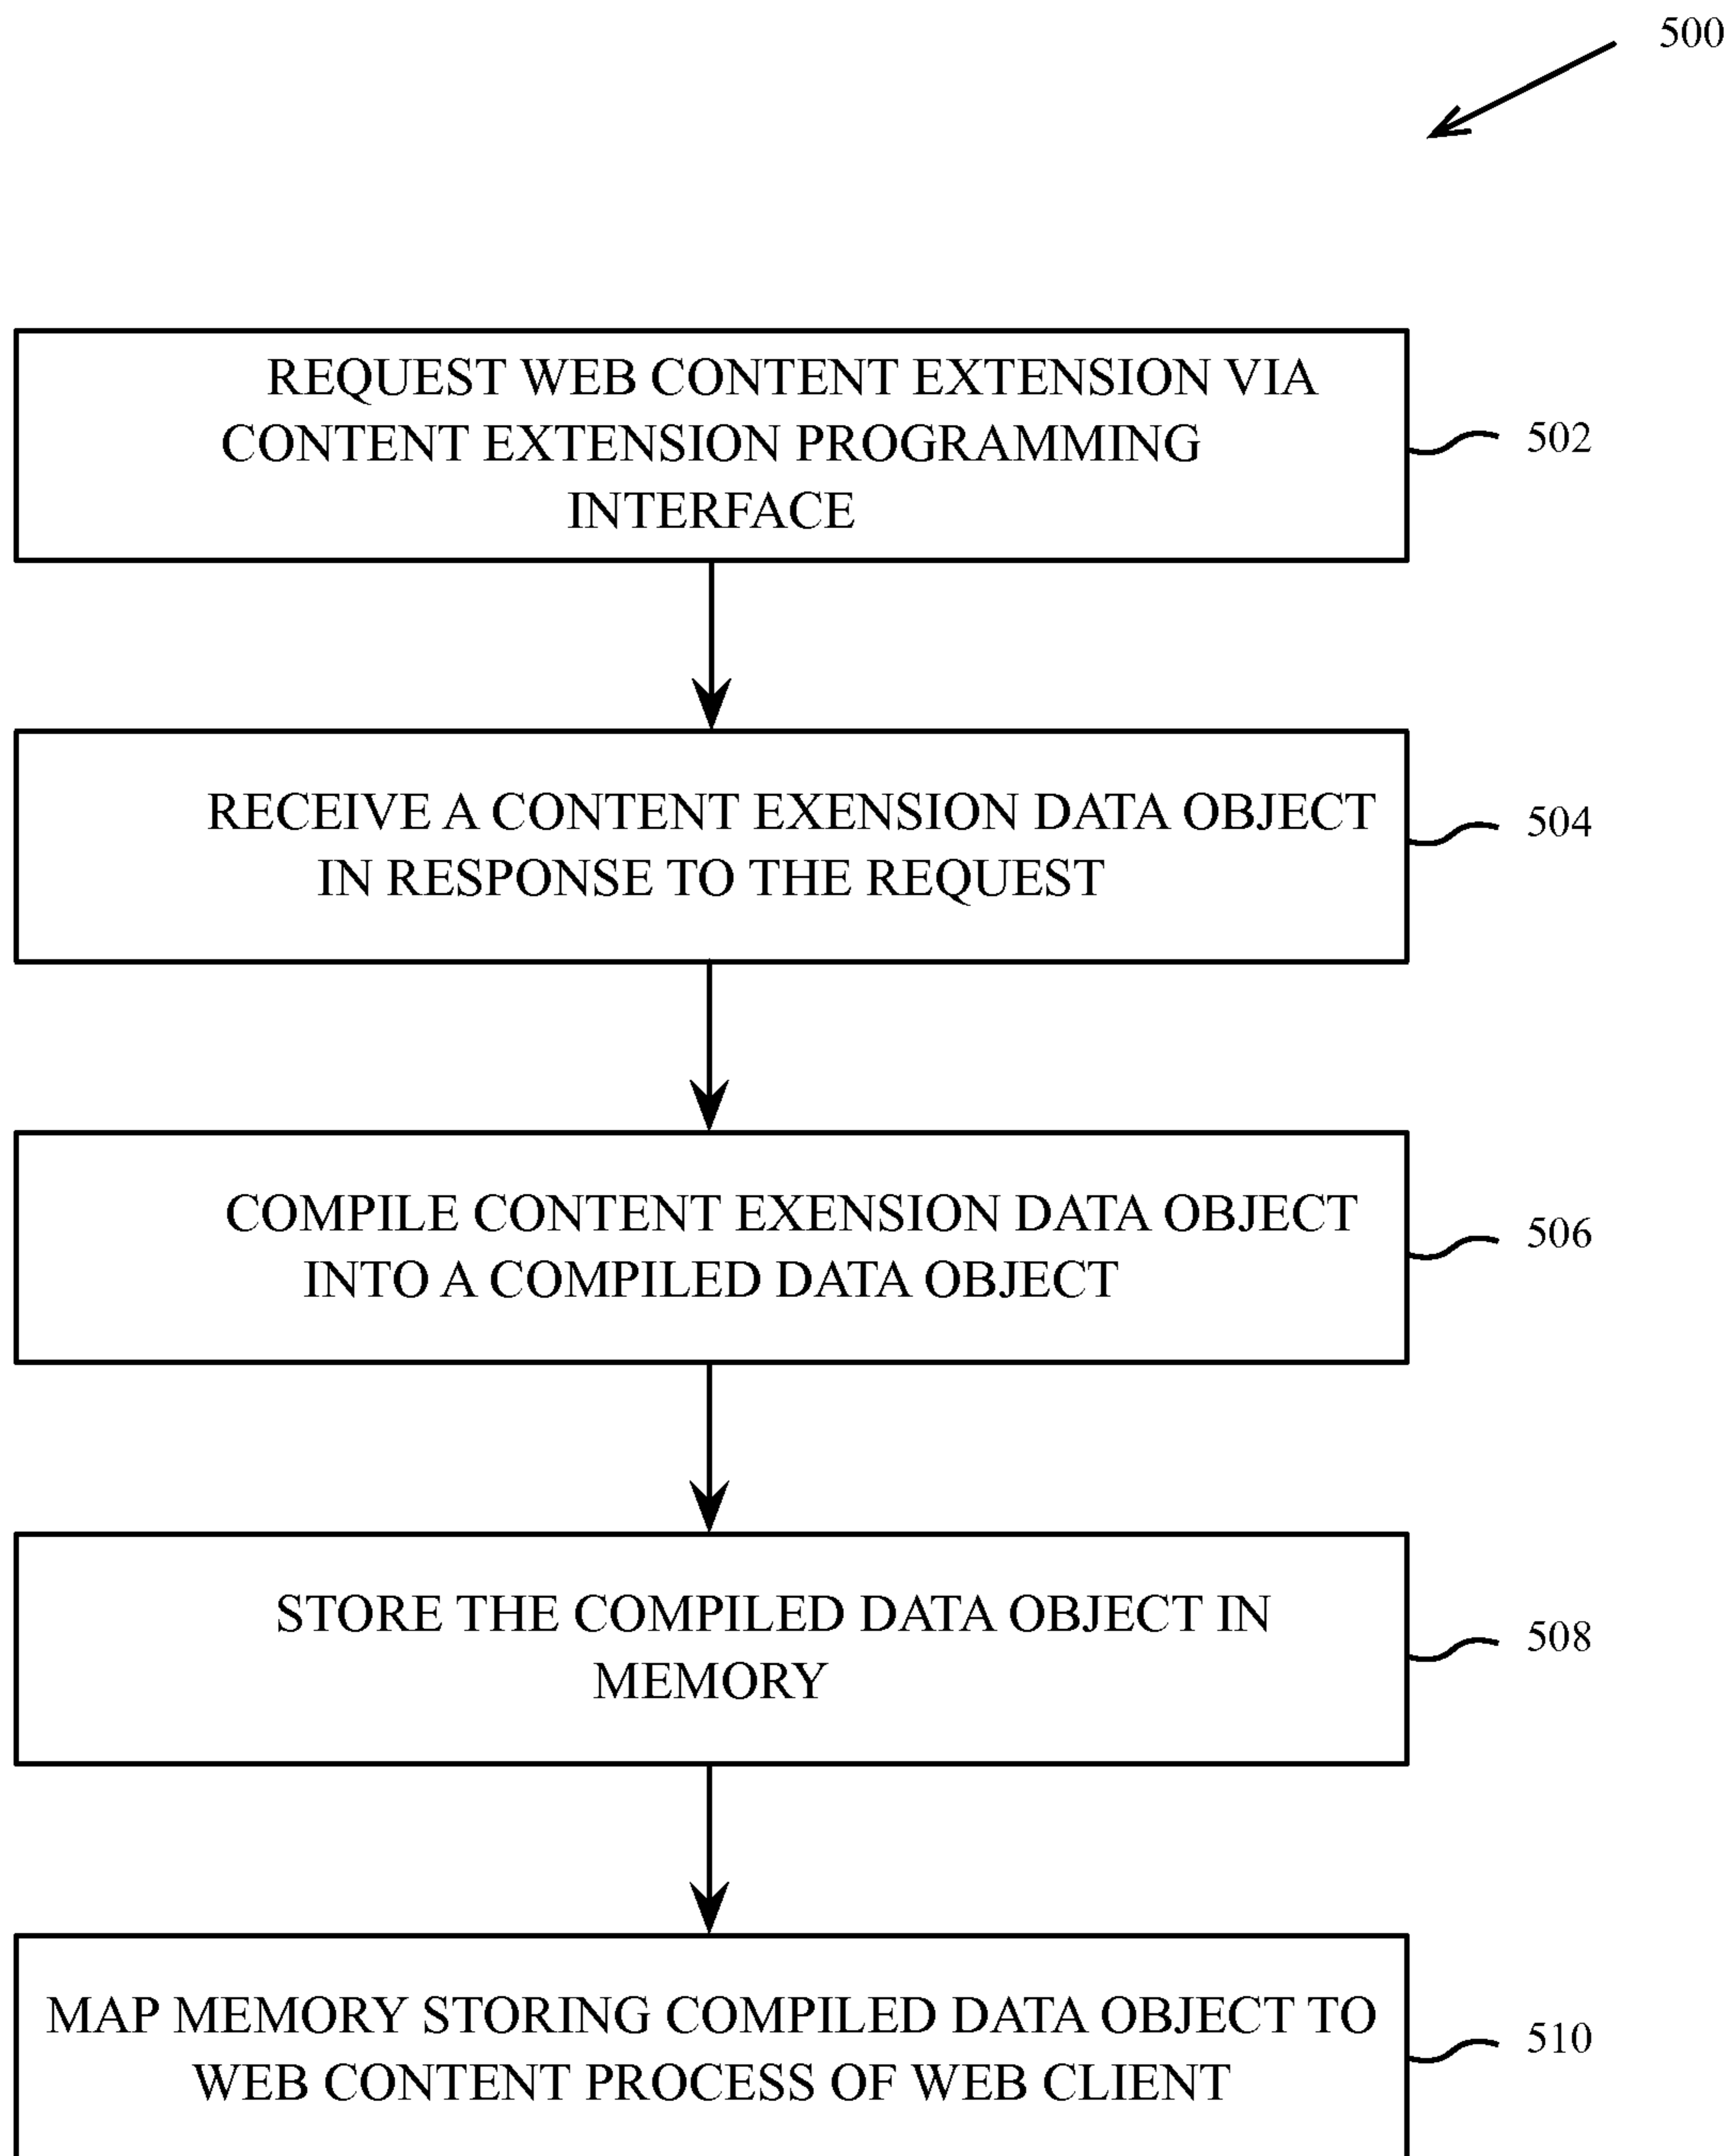 500
REQUEST WEB CONTENT EXTENSION VIA
CONTENT EXTENSION PROGRAMMING
INTERFACE
502
RECEIVE A CONTENT EXENSION DATA OBJECT
IN RESPONSE TO THE REQUEST
504
COMPILE CONTENT EXENSION DATA OBJECT
INTO A COMPILED DATA OBJECT
506
STORE THE COMPILED DATA OBJECT IN
MEMORY
508
MAP MEMORY STORING COMPILED DATA OBJECT TO
WEB CONTENT PROCESS OF WEB CLIENT
510